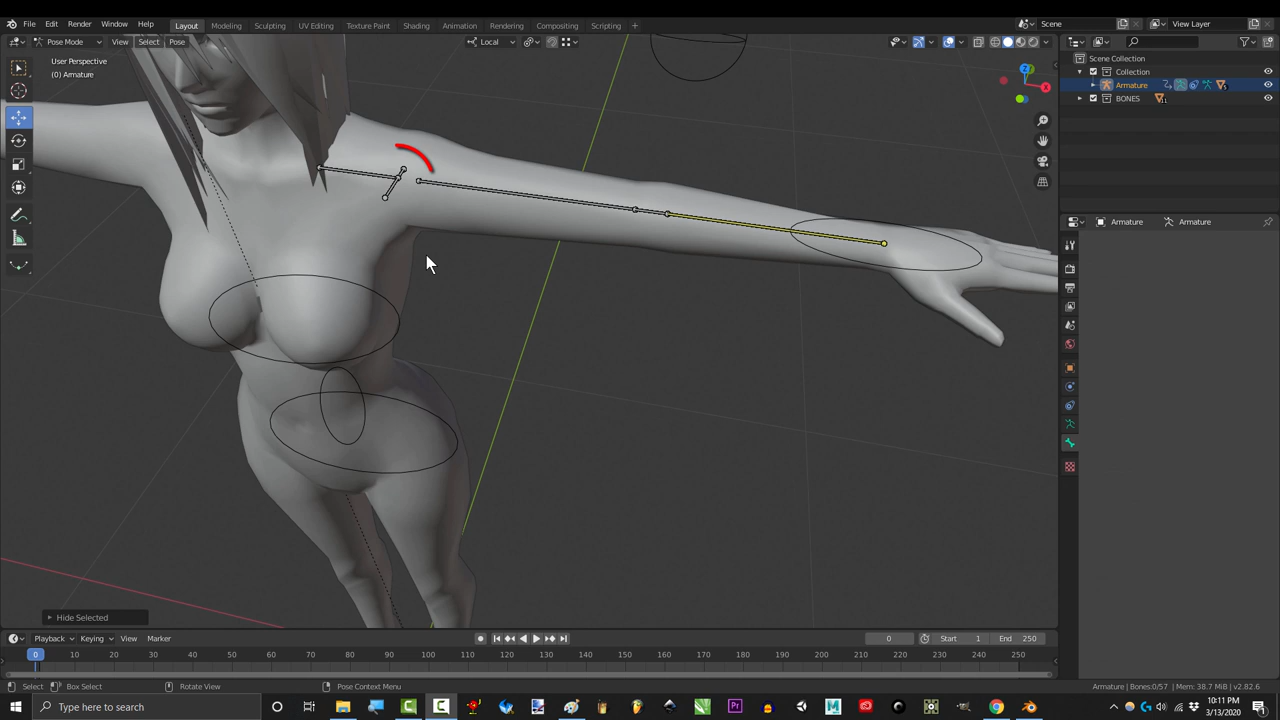 File Edit Render Window Help Layout Modeling Sculpting UV Editing Texture Paint Shading Animation Rendering Compositing Scripting + Scene View Layer
Pose Mode View Select Pose Local
User Perspective
(0) Armature
Scene Collection
Collection
Armature
BONES
Armature Armature
Hide Selected
Playback Keying View Marker 0 Start 1 End 250
0 10 20 30 40 50 60 70 80 90 100 110 120 130 140 150 160 170 180 190 200 210 220 230 240 250
Select Box Select Rotate View Pose Context Menu Armature | Bones:0/57 | Mem: 38.7 MiB | v2.82.6
Type here to search
10:11 PM
3/13/2020